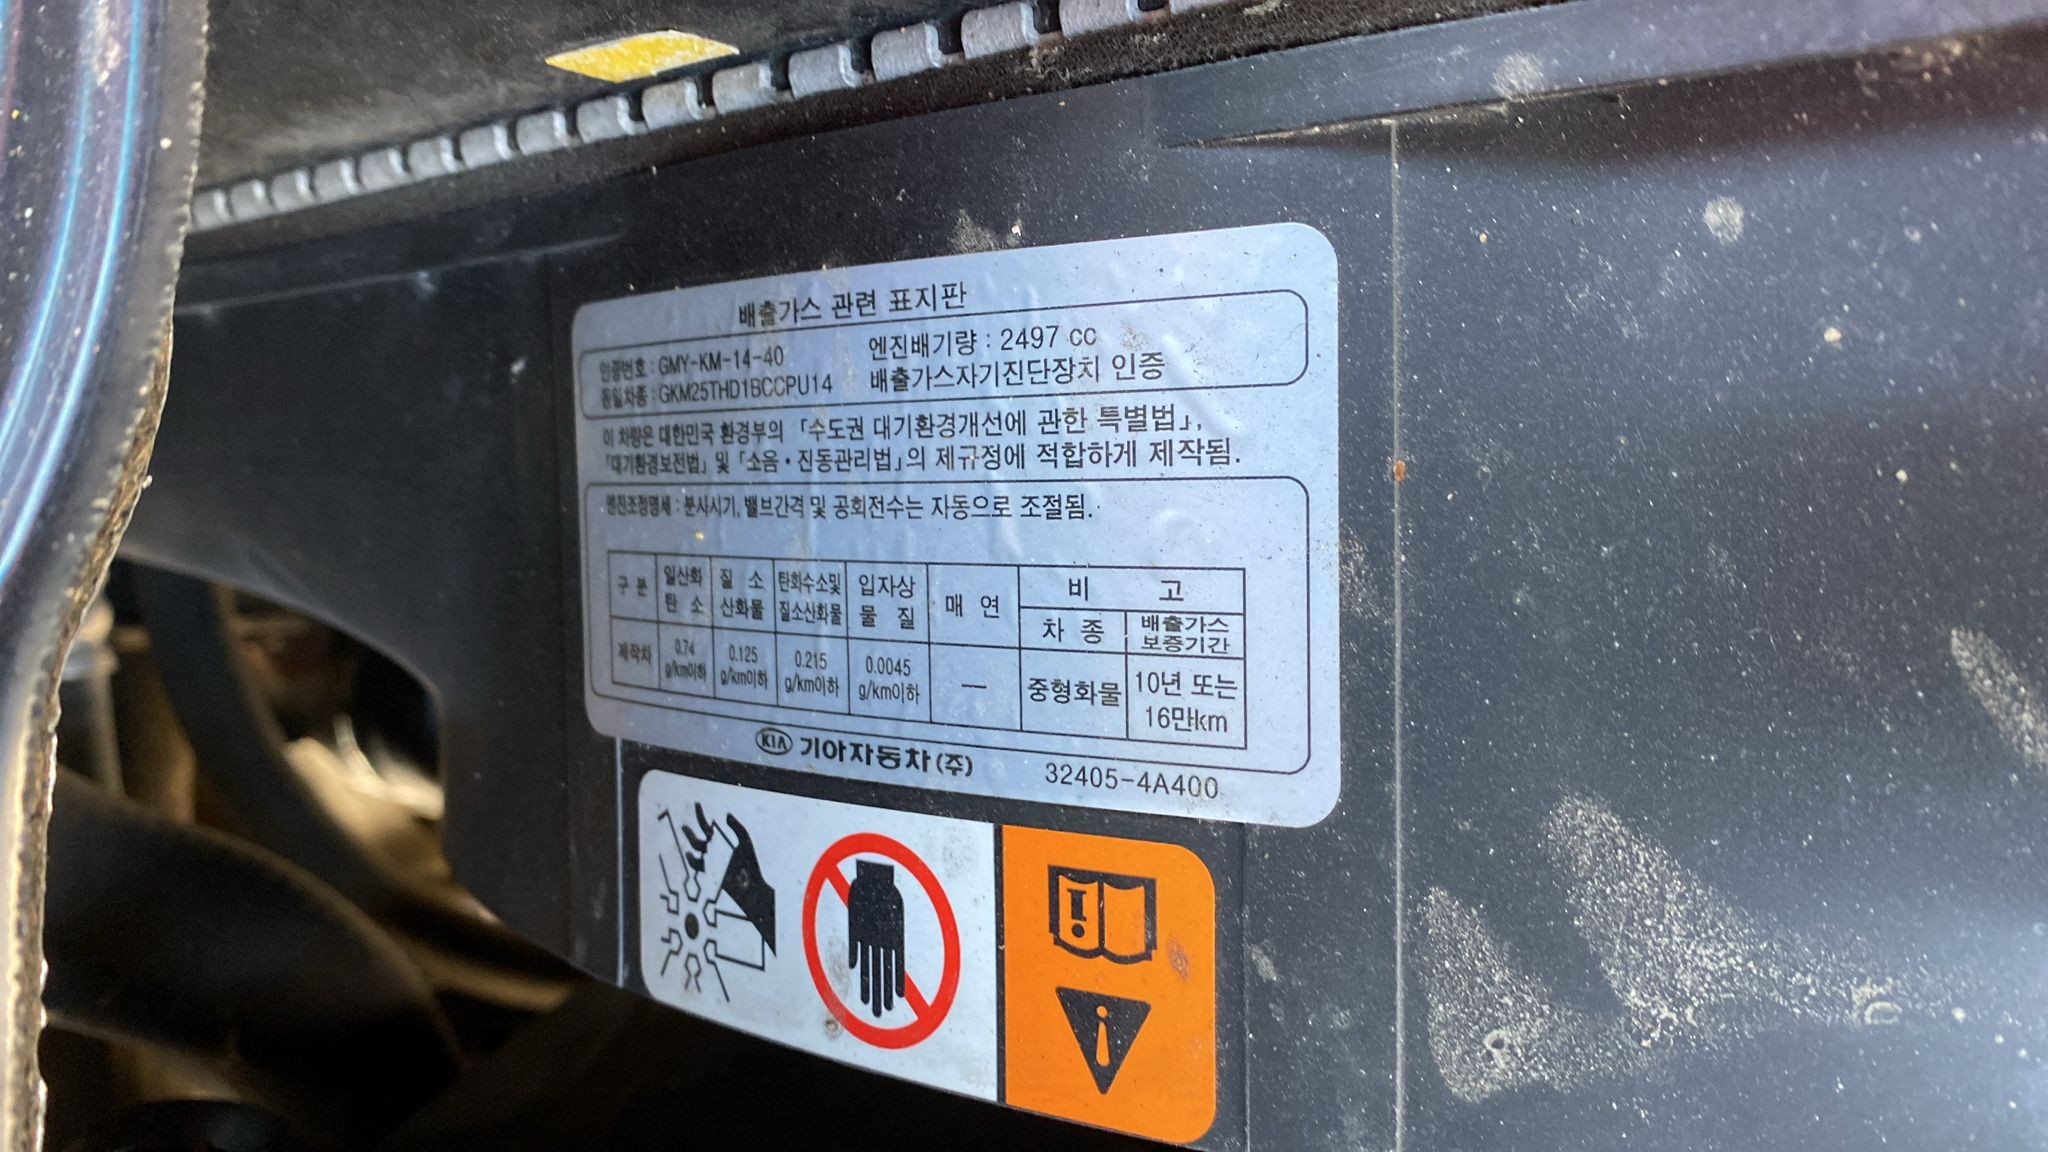 배출가스 관련 표지판
인증번호 : GMY-KM-14-40 엔진배기량 : 2497 cc
동일차종 : GKM25THD1BCCPU14 배출가스자기진단장치 인증
이 차량은 대한민국 환경부의 「수도권 대기환경개선에 관한 특별법」,
「대기환경보전법」 및 「소음·진동관리법」의 제규정에 적합하게 제작됨.
엔진조정명세 : 분사시기, 밸브간격 및 공회전수는 자동으로 조절됨.
구 분 일산화 탄 소 질 소 산화물 탄화수소및 질소산화물 입자상 물 질 매 연 비 고
차 종 배출가스 보증기간
제작차 0.74 g/km이하 0.125 g/km이하 0.215 g/km이하 0.0045 g/km이하 — 중형화물 10년 또는 16만km
KIA 기아자동차(주) 32405-4A400